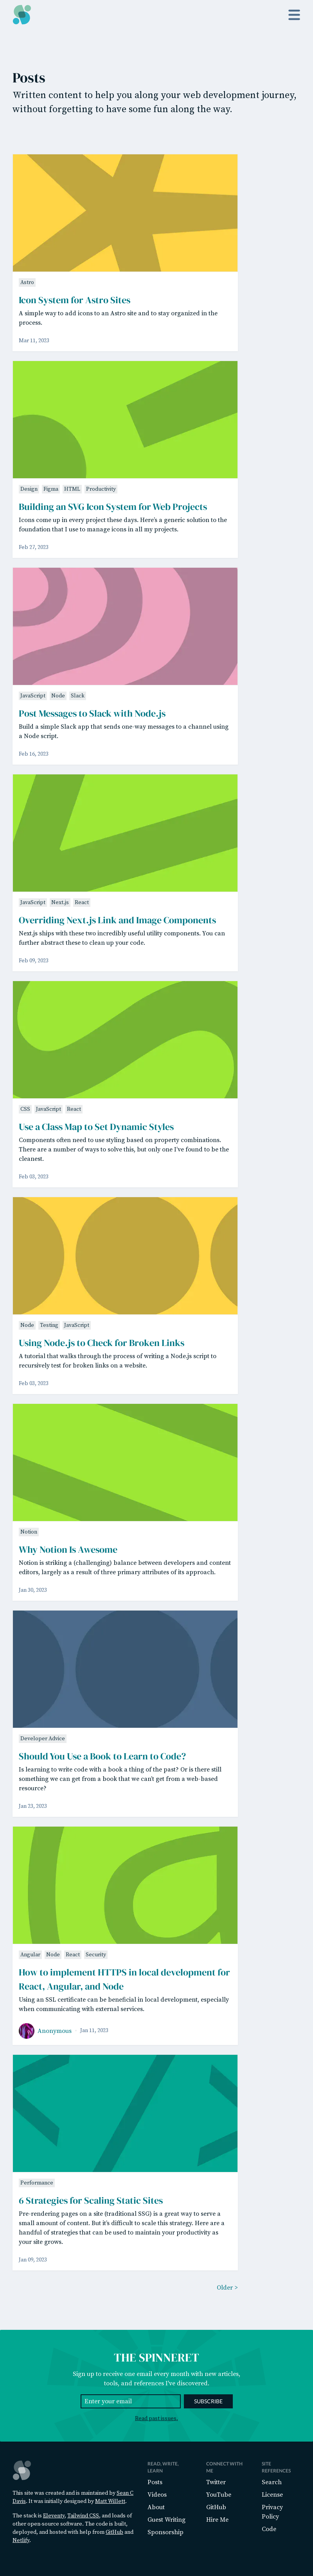 Posts
Written content to help you along your web development journey,
without forgetting to have some fun along the way.
Astro
Icon System for Astro Sites
A simple way to add icons to an Astro site and to stay organized in the
process.
Mar 11, 2023
Design Figma HTML Productivity
Building an SVG Icon System for Web Projects
Icons come up in every project these days. Here's a generic solution to the
foundation that I use to manage icons in all my projects.
Feb 27, 2023
JavaScript Node Slack
Post Messages to Slack with Node.js
Build a simple Slack app that sends one-way messages to a channel using
a Node script.
Feb 16, 2023
JavaScript Next.js React
Overriding Next.js Link and Image Components
Next.js ships with these two incredibly useful utility components. You can
further abstract these to clean up your code.
Feb 09, 2023
CSS JavaScript React
Use a Class Map to Set Dynamic Styles
Components often need to use styling based on property combinations.
There are a number of ways to solve this, but only one I've found to be the
cleanest.
Feb 03, 2023
Node Testing JavaScript
Using Node.js to Check for Broken Links
A tutorial that walks through the process of writing a Node.js script to
recursively test for broken links on a website.
Feb 03, 2023
Notion
Why Notion Is Awesome
Notion is striking a (challenging) balance between developers and content
editors, largely as a result of three primary attributes of its approach.
Jan 30, 2023
Developer Advice
Should You Use a Book to Learn to Code?
Is learning to write code with a book a thing of the past? Or is there still
something we can get from a book that we can't get from a web-based
resource?
Jan 23, 2023
Angular Node React Security
How to implement HTTPS in local development for
React, Angular, and Node
Using an SSL certificate can be beneficial in local development, especially
when communicating with external services.
Anonymous Jan 11, 2023
Performance
6 Strategies for Scaling Static Sites
Pre-rendering pages on a site (traditional SSG) is a great way to serve a
small amount of content. But it's difficult to scale this strategy. Here are a
handful of strategies that can be used to maintain your productivity as
your site grows.
Jan 09, 2023
Older >
THE SPINNERET
Sign up to receive one email every month with new articles,
tools, and references I've discovered.
Enter your email SUBSCRIBE
Read past issues.
This site was created and is maintained by Sean C
Davis. It was initially designed by Matt Willett.
The stack is Eleventy, Tailwind CSS, and loads of
other open source software. The code is built,
deployed, and hosted with help from GitHub and
Netlify.
READ, WRITE,
LEARN
Posts
Videos
About
Guest Writing
Sponsorship
CONNECT WITH
ME
Twitter
YouTube
GitHub
Hire Me
SITE
REFERENCES
Search
License
Privacy
Policy
Code